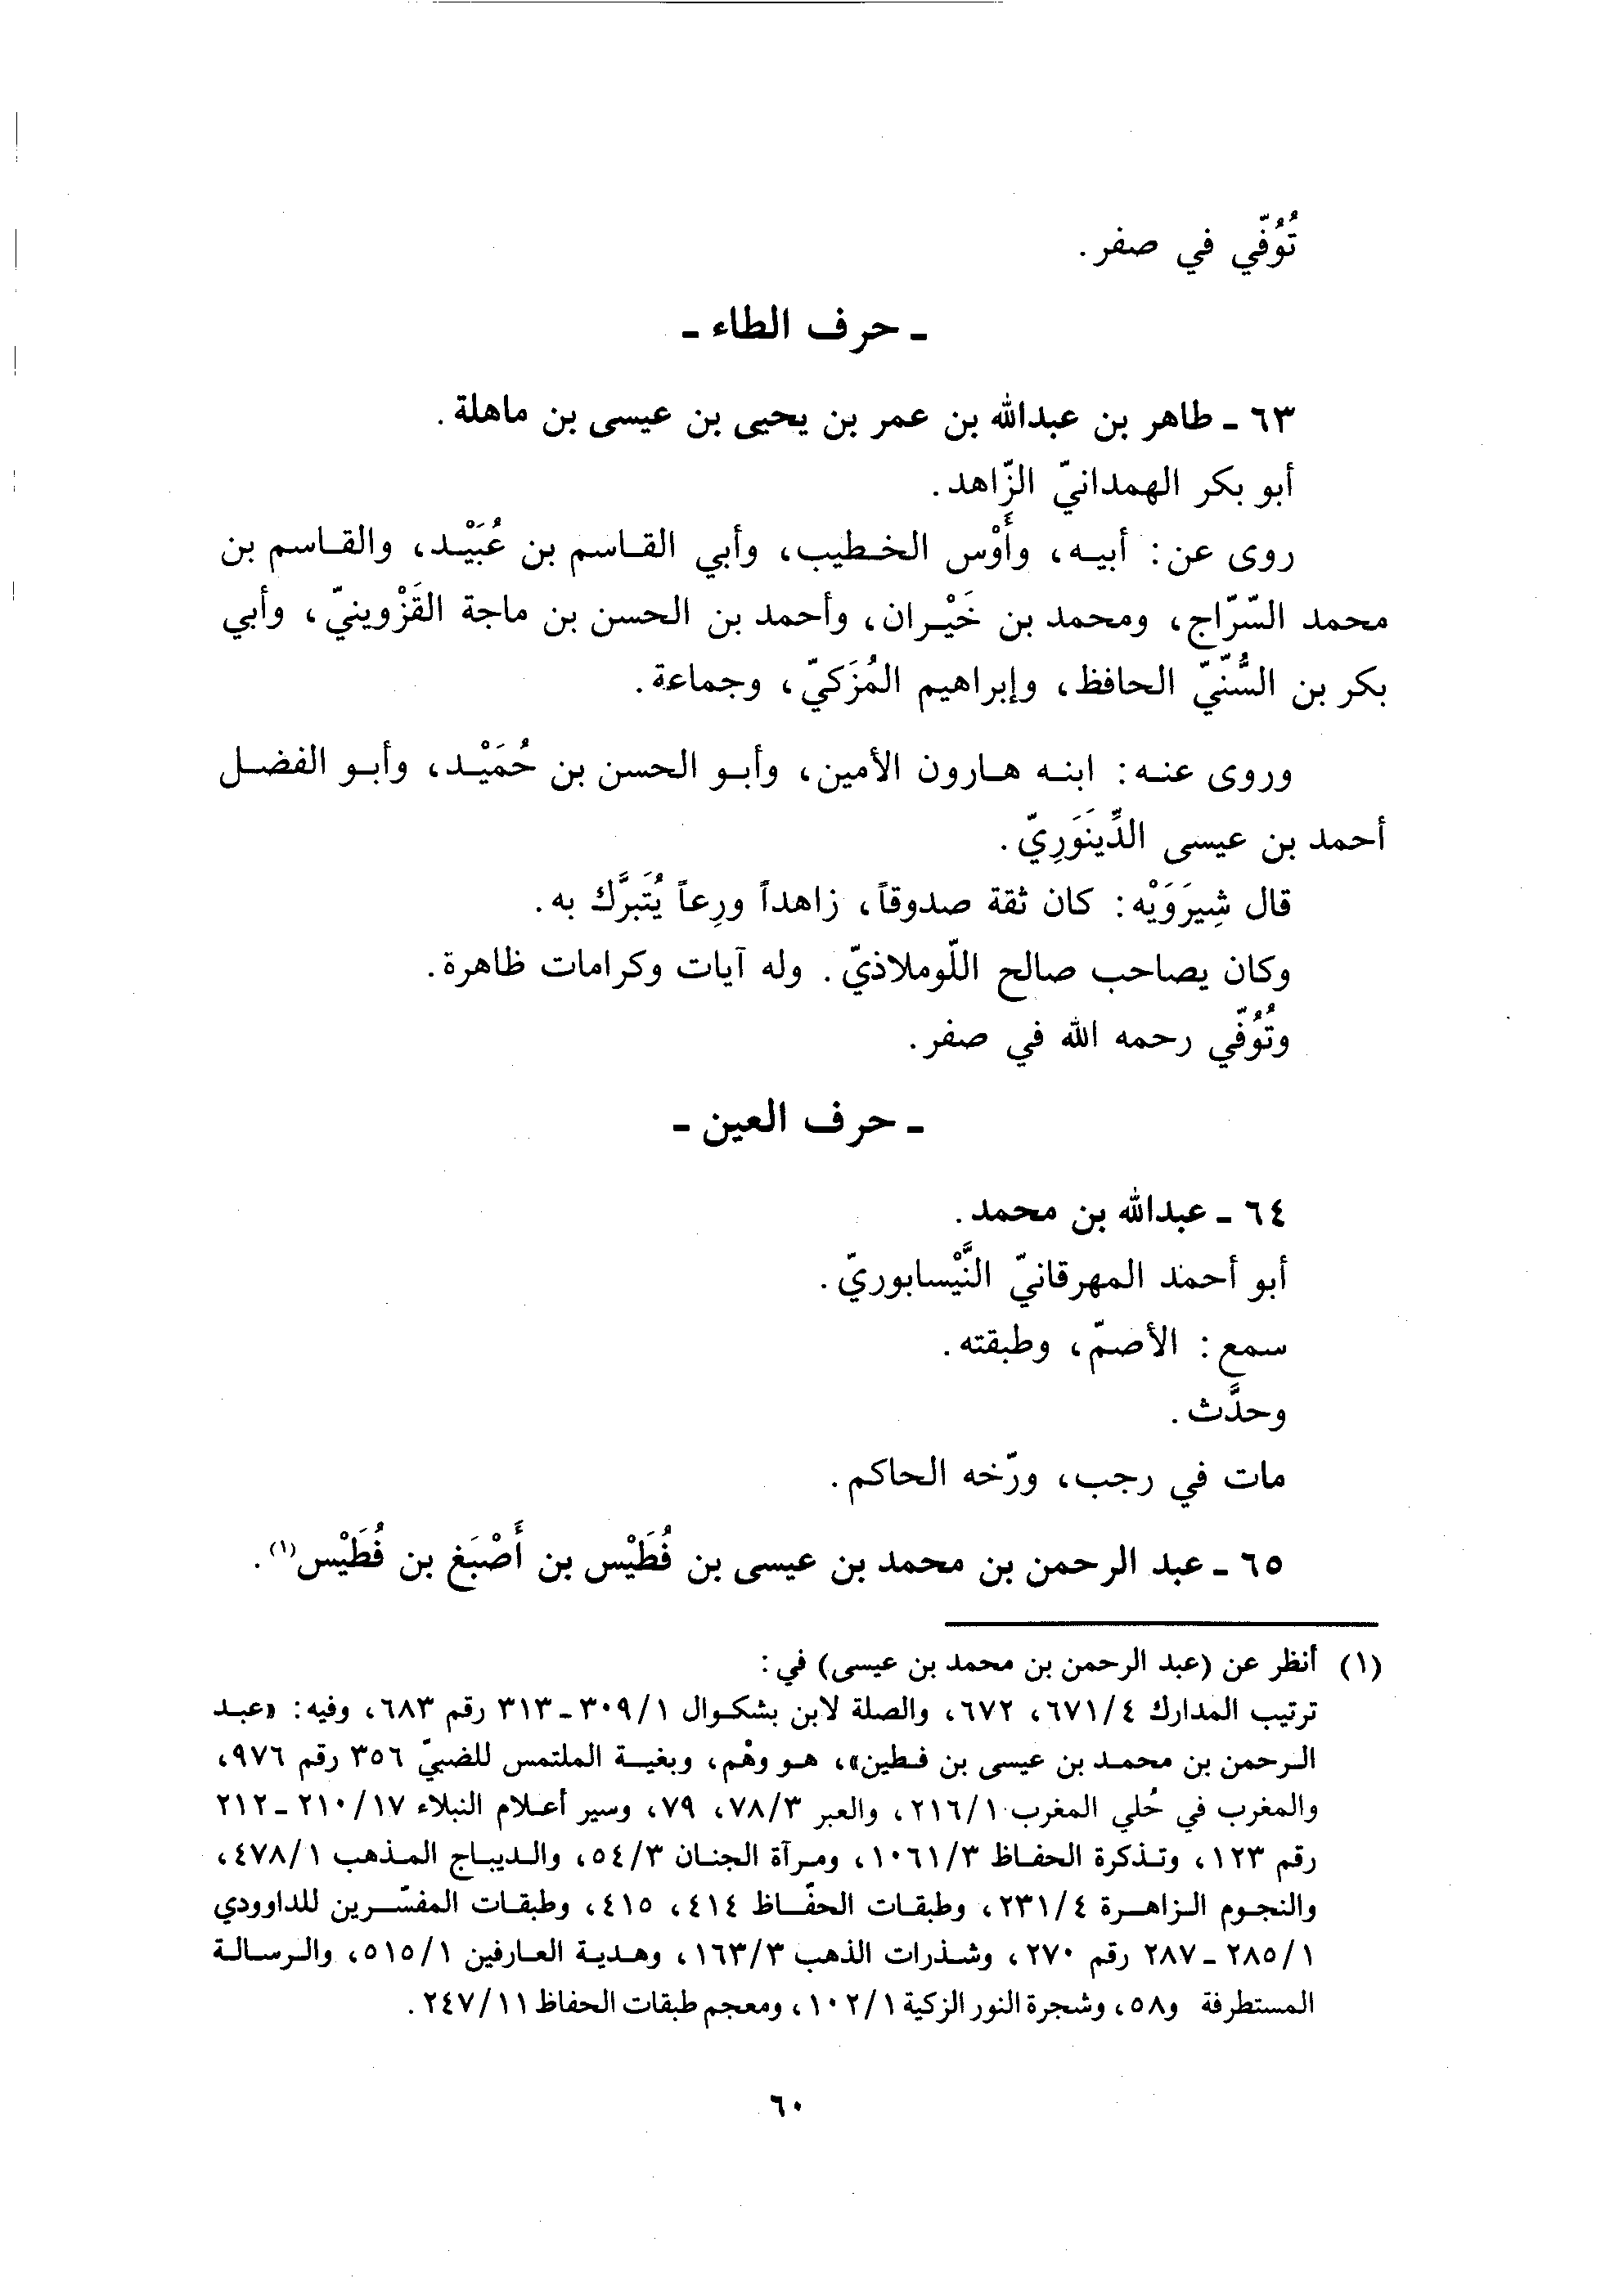 تُوُفّي في صفر.
ـ حرف الطاء ـ
٦٣ ـ طاهر بن عبدالله بن عمر بن يحيى بن عيسى بن ماهلة.
أبو بكر الهمدانيّ الزّاهد.
روى عن: أبيه، وأَوْس الخطيب، وأبي القاسم بن عُبَيْد، والقاسم بن
محمد السّرّاج، ومحمد بن خَيْران، وأحمد بن الحسن بن ماجة القَزْوينيّ، وأبي
بكر بن السُّنّيّ الحافظ، وإبراهيم المُزَكيّ، وجماعة.
وروى عنه: ابنه هارون الأمين، وأبو الحسن بن حُمَيْد، وأبو الفضل
أحمد بن عيسى الدِّينَوَرِيّ.
قال شِيرَوَيْه: كان ثقة صدوقاً، زاهداً ورِعاً يُتَبرَّك به.
وكان يصاحب صالح اللّوملاذيّ. وله آيات وكرامات ظاهرة.
وتُوُفّي رحمه الله في صفر.
ـ حرف العين ـ
٦٤ ـ عبدالله بن محمد.
أبو أحمد المهرقانيّ النَّيْسابوريّ.
سمع: الأصمّ، وطبقته.
وحدَّث.
مات في رجب، ورّخه الحاكم.
٦٥ ـ عبد الرحمن بن محمد بن عيسى بن فُطَيْس بن أَصْبَغ بن فُطَيْس(١).
(١) أنظر عن (عبد الرحمن بن محمد بن عيسى) في:
ترتيب المدارك ٤/٦٧١، ٦٧٢، والصلة لابن بشكوال ١/٣٠٩ـ٣١٣ رقم ٦٨٣، وفيه: «عبد
الرحمن بن محمد بن عيسى بن فطين»، هو وهْم، وبغية الملتمس للضبيّ ٣٥٦ رقم ٩٧٦،
والمغرب في حُلي المغرب ١/٢١٦، والعبر ٣/٧٨، ٧٩، وسير أعلام النبلاء ١٧/٢١٠ـ٢١٢
رقم ١٢٣، وتذكرة الحفاظ ٣/١٠٦١، ومرآة الجنان ٣/٥٤، والديباج المذهب ١/٤٧٨،
والنجوم الزاهرة ٤/٢٣١، وطبقات الحفّاظ ٤١٤، ٤١٥، وطبقات المفسّرين للداوودي
١/٢٨٥ـ٢٨٧ رقم ٢٧٠، وشذرات الذهب ٣/١٦٣، وهدية العارفين ١/٥١٥، والرسالة
المستطرفة و٥٨، وشجرة النور الزكية ١/١٠٢، ومعجم طبقات الحفاظ ١١/٢٤٧.
٦٠